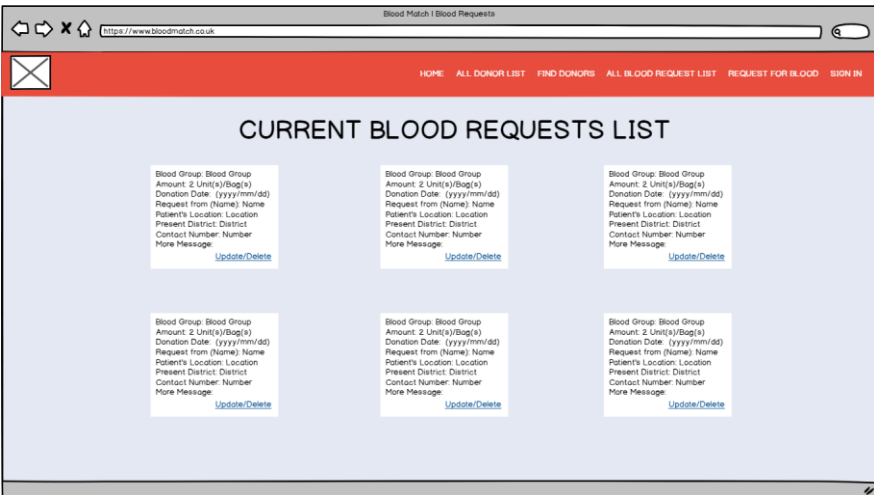 Blood Match | Blood Requests
https://www.bloodmatch.co.uk
HOME ALL DONOR LIST FIND DONORS ALL BLOOD REQUEST LIST REQUEST FOR BLOOD SIGN IN
CURRENT BLOOD REQUESTS LIST
Blood Group: Blood Group
Amount: 2 Unit(s)/Bag(s)
Donation Date: (yyyy/mm/dd)
Request from (Name): Name
Patient's Location: Location
Present District: District
Contact Number: Number
More Message:
Update/Delete
Blood Group: Blood Group
Amount: 2 Unit(s)/Bag(s)
Donation Date: (yyyy/mm/dd)
Request from (Name): Name
Patient's Location: Location
Present District: District
Contact Number: Number
More Message:
Update/Delete
Blood Group: Blood Group
Amount: 2 Unit(s)/Bag(s)
Donation Date: (yyyy/mm/dd)
Request from (Name): Name
Patient's Location: Location
Present District: District
Contact Number: Number
More Message:
Update/Delete
Blood Group: Blood Group
Amount: 2 Unit(s)/Bag(s)
Donation Date: (yyyy/mm/dd)
Request from (Name): Name
Patient's Location: Location
Present District: District
Contact Number: Number
More Message:
Update/Delete
Blood Group: Blood Group
Amount: 2 Unit(s)/Bag(s)
Donation Date: (yyyy/mm/dd)
Request from (Name): Name
Patient's Location: Location
Present District: District
Contact Number: Number
More Message:
Update/Delete
Blood Group: Blood Group
Amount: 2 Unit(s)/Bag(s)
Donation Date: (yyyy/mm/dd)
Request from (Name): Name
Patient's Location: Location
Present District: District
Contact Number: Number
More Message:
Update/Delete